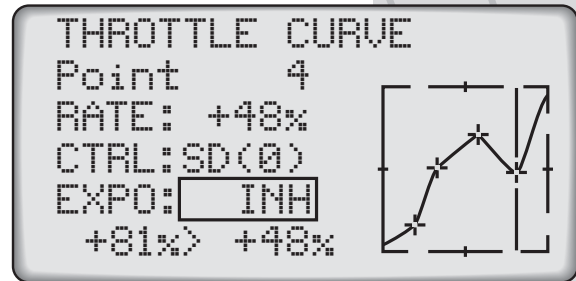 THROTTLE CURVE
Point 4
RATE: +48%
CTRL:SD(0)
EXPO: INH
+81%> +48%